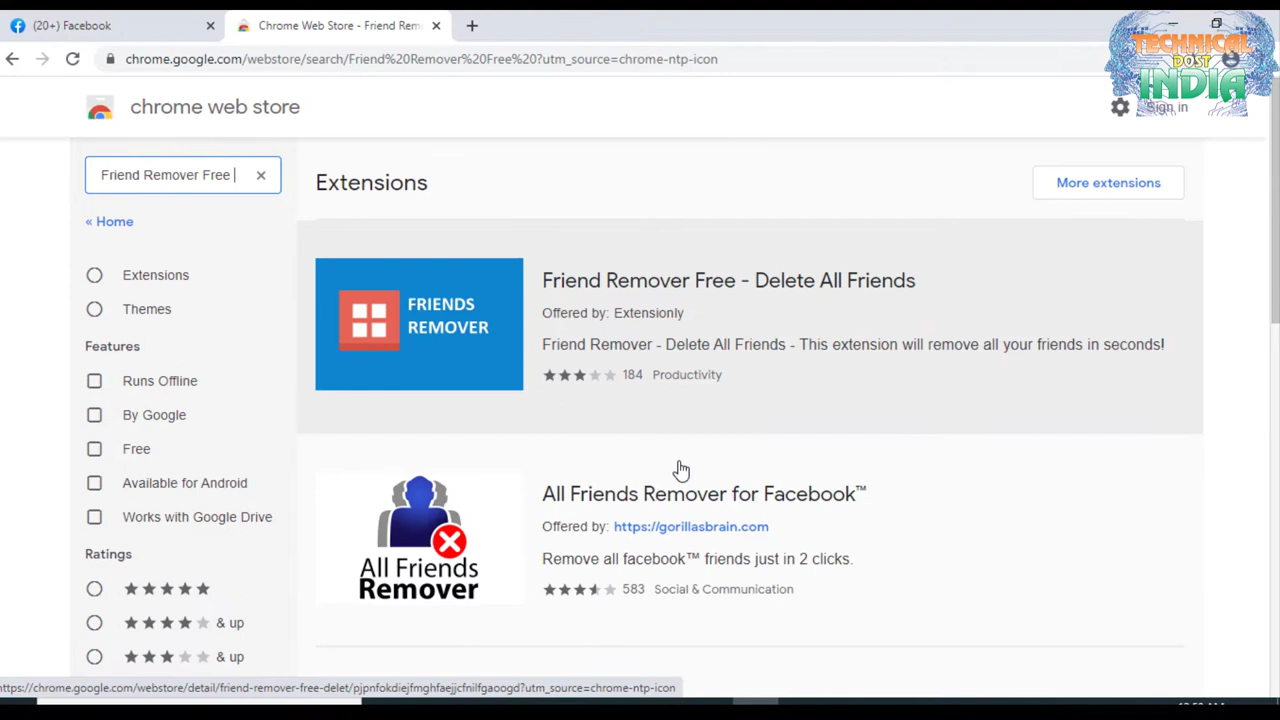 (20+) Facebook
Chrome Web Store - Friend Rem
chrome.google.com/webstore/search/Friend%20Remover%20Free%20?utm_source=chrome-ntp-icon
TECHNICAL
DOST
INDIA
chrome web store
Sign in
Friend Remover Free
« Home
Extensions
Themes
Features
Runs Offline
By Google
Free
Available for Android
Works with Google Drive
Ratings
& up
& up
Extensions
More extensions
FRIENDS
REMOVER
Friend Remover Free - Delete All Friends
Offered by: Extensionly
Friend Remover - Delete All Friends - This extension will remove all your friends in seconds!
184 Productivity
All Friends
Remover
All Friends Remover for Facebook™
Offered by: https://gorillasbrain.com
Remove all facebook™ friends just in 2 clicks.
583 Social & Communication
https://chrome.google.com/webstore/detail/friend-remover-free-delet/pjpnfokdiejfmghfaejjcfnilfgaoogd?utm_source=chrome-ntp-icon